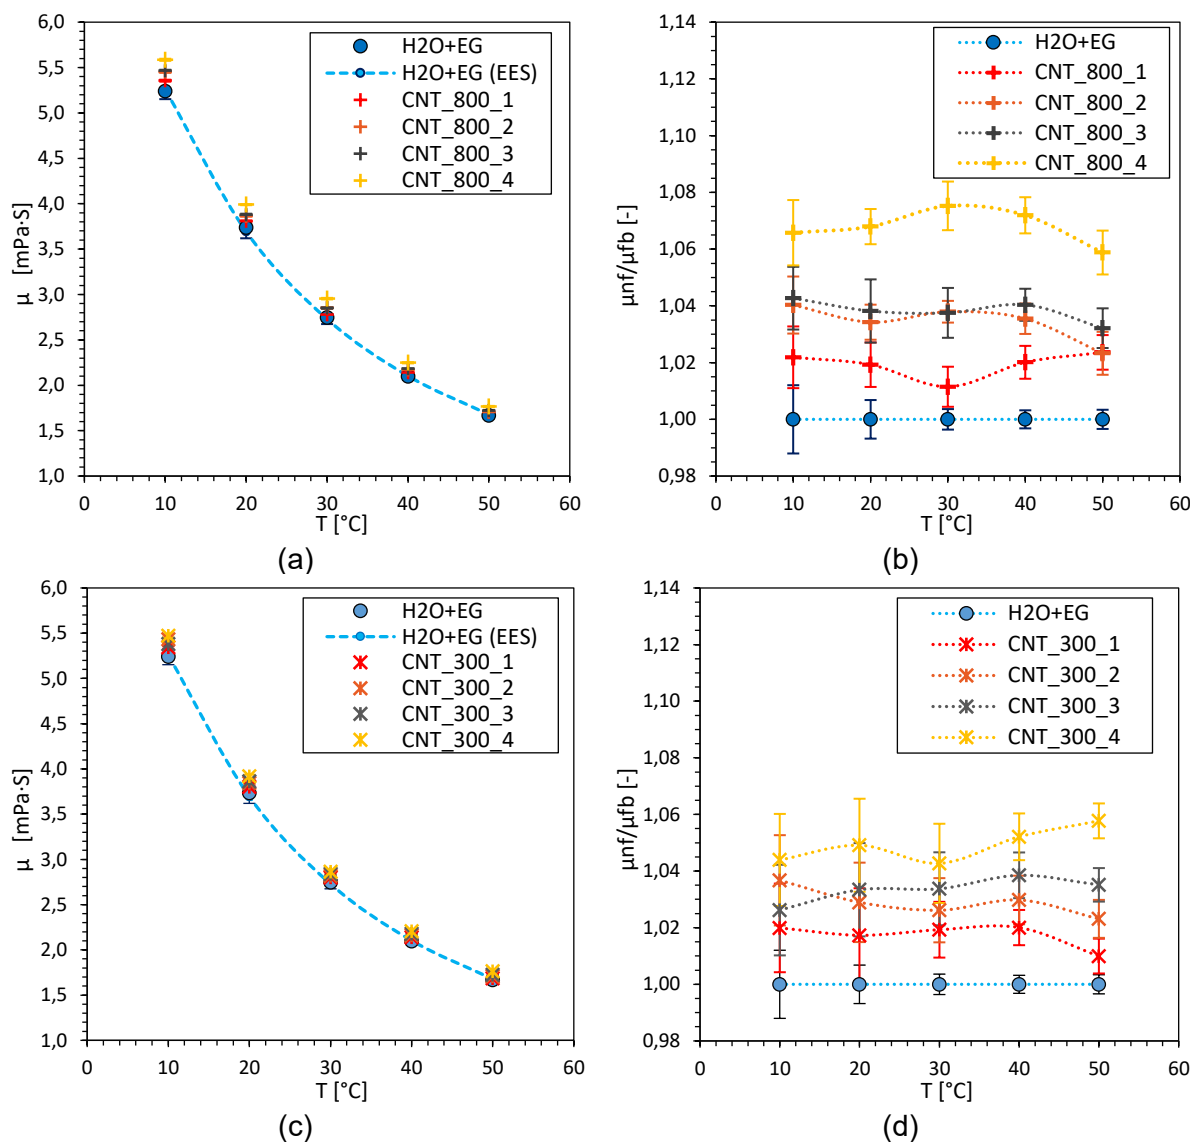 6,0
5,5
5,0
4,5
4,0
3,5
3,0
2,5
2,0
1,5
1,0
μ [mPa·S]
0 10 20 30 40 50 60
T [°C]
H2O+EG
H2O+EG (EES)
CNT_800_1
CNT_800_2
CNT_800_3
CNT_800_4
(a)
1,14
1,12
1,10
1,08
1,06
1,04
1,02
1,00
0,98
μnf/μfb [-]
0 10 20 30 40 50 60
T [°C]
H2O+EG
CNT_800_1
CNT_800_2
CNT_800_3
CNT_800_4
(b)
6,0
5,5
5,0
4,5
4,0
3,5
3,0
2,5
2,0
1,5
1,0
μ [mPa·S]
0 10 20 30 40 50 60
T [°C]
H2O+EG
H2O+EG (EES)
CNT_300_1
CNT_300_2
CNT_300_3
CNT_300_4
(c)
1,14
1,12
1,10
1,08
1,06
1,04
1,02
1,00
0,98
μnf/μfb [-]
0 10 20 30 40 50 60
T [°C]
H2O+EG
CNT_300_1
CNT_300_2
CNT_300_3
CNT_300_4
(d)